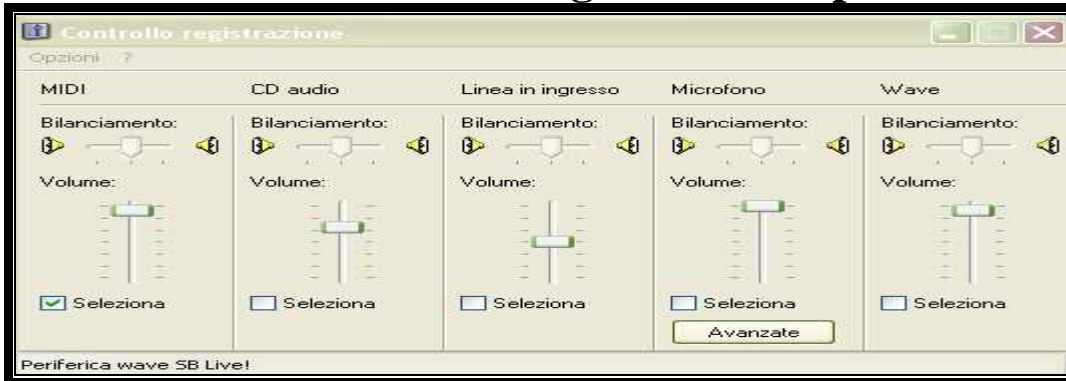 Controllo registrazione
Opzioni ?
MIDI CD audio Linea in ingresso Microfono Wave
Bilanciamento: Bilanciamento: Bilanciamento: Bilanciamento: Bilanciamento:
Volume: Volume: Volume: Volume: Volume:
Seleziona Seleziona Seleziona Seleziona Seleziona
Avanzate
Periferica wave SB Live!